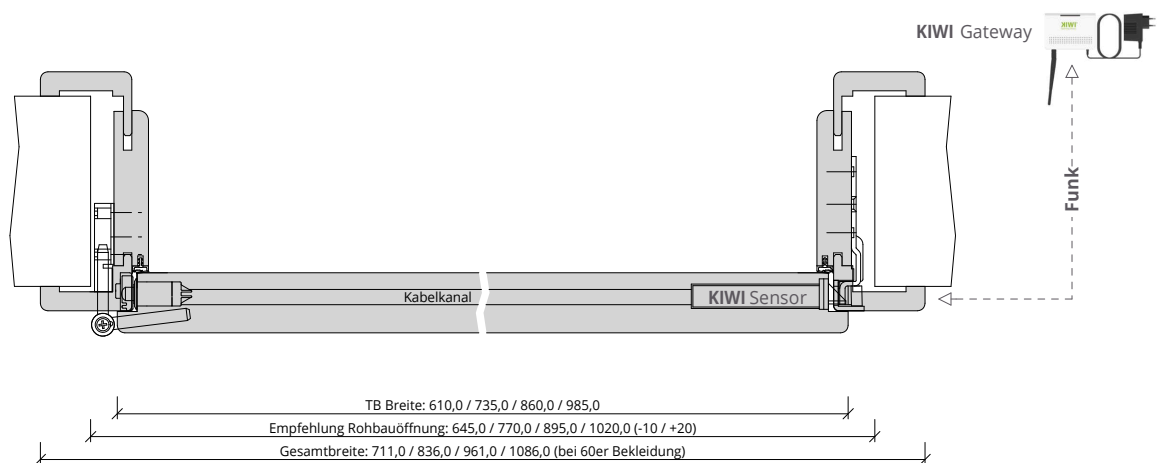 KIWI Gateway
KIWI
Funk
Kabelkanal
KIWI Sensor
TB Breite: 610,0 / 735,0 / 860,0 / 985,0
Empfehlung Rohbauöffnung: 645,0 / 770,0 / 895,0 / 1020,0 (-10 / +20)
Gesamtbreite: 711,0 / 836,0 / 961,0 / 1086,0 (bei 60er Bekleidung)